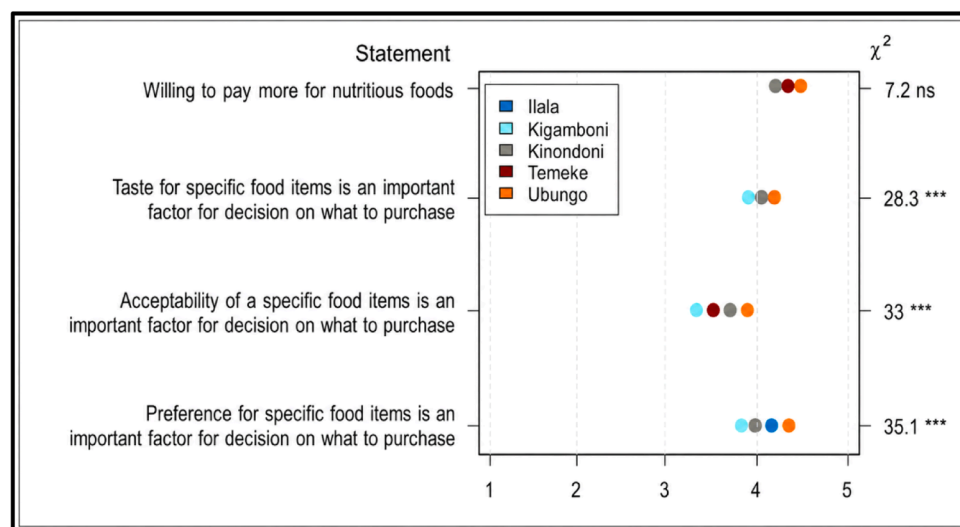 Statement
χ²
Willing to pay more for nutritious foods
7.2 ns
Ilala
Kigamboni
Kinondoni
Temeke
Ubungo
Taste for specific food items is an important
factor for decision on what to purchase
28.3 ***
Acceptability of a specific food items is an
important factor for decision on what to purchase
33 ***
Preference for specific food items is an
important factor for decision on what to purchase
35.1 ***
1 2 3 4 5